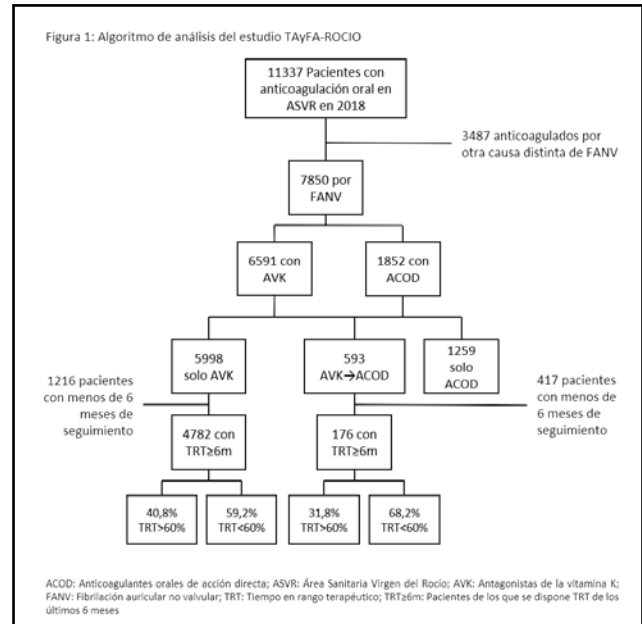 Figura 1: Algoritmo de análisis del estudio TAyFA-ROCIO
11337 Pacientes con
anticoagulación oral en
ASVR en 2018
3487 anticoagulados por
otra causa distinta de FANV
7850 por
FANV
6591 con
AVK
1852 con
ACOD
5998
solo AVK
593
AVK→ACOD
1259
solo
ACOD
1216 pacientes
con menos de 6
meses de
seguimiento
417 pacientes
con menos de
6 meses de
seguimiento
4782 con
TRT≥6m
176 con
TRT≥6m
40,8%
TRT>60%
59,2%
TRT<60%
31,8%
TRT>60%
68,2%
TRT<60%
ACOD: Anticoagulantes orales de acción directa; ASVR: Área Sanitaria Virgen del Rocío; AVK: Antagonistas de la vitamina K;
FANV: Fibrilación auricular no valvular; TRT: Tiempo en rango terapéutico; TRT≥6m: Pacientes de los que se dispone TRT de los
últimos 6 meses